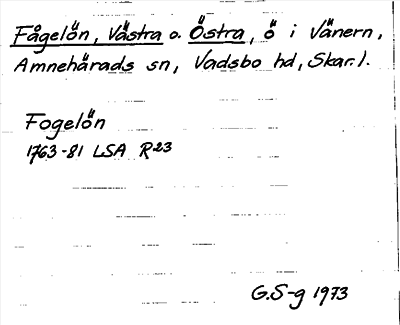 Fågelön, Västra o. Östra, ö i Vänern,
Amnehärads sn, Vadsbo hd, Skar. l.
Fogelön
1763-81 LSA R23
G.S-g 1973